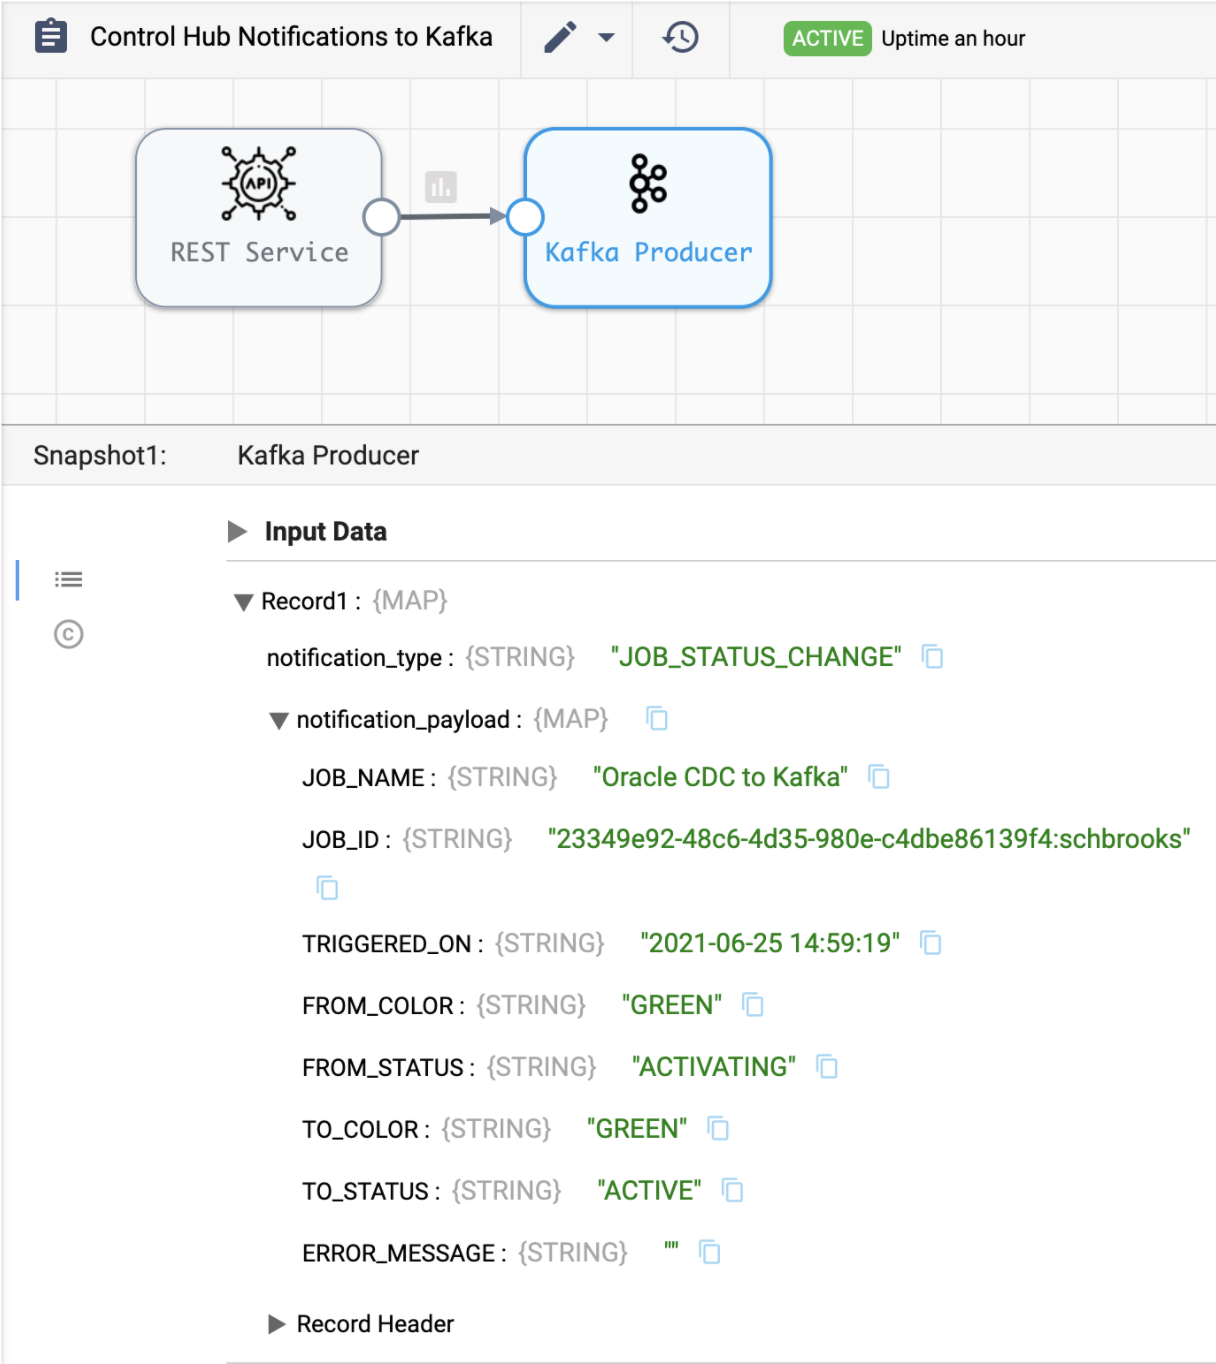 Control Hub Notifications to Kafka
ACTIVE Uptime an hour
API
REST Service
Kafka Producer
Snapshot1: Kafka Producer
Input Data
Record1 : {MAP}
notification_type : {STRING} "JOB_STATUS_CHANGE"
notification_payload : {MAP}
JOB_NAME : {STRING} "Oracle CDC to Kafka"
JOB_ID : {STRING} "23349e92-48c6-4d35-980e-c4dbe86139f4:schbrooks"
TRIGGERED_ON : {STRING} "2021-06-25 14:59:19"
FROM_COLOR : {STRING} "GREEN"
FROM_STATUS : {STRING} "ACTIVATING"
TO_COLOR : {STRING} "GREEN"
TO_STATUS : {STRING} "ACTIVE"
ERROR_MESSAGE : {STRING} ""
Record Header